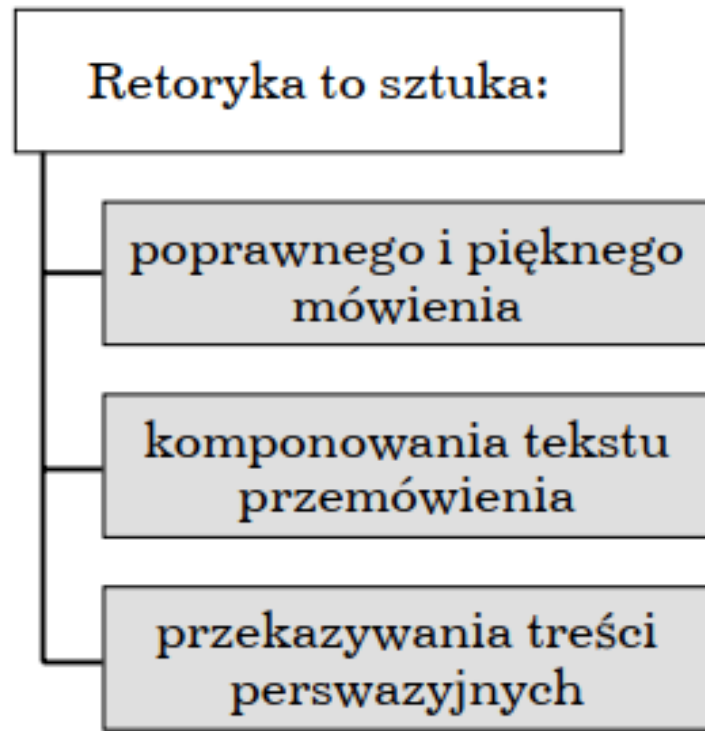 Retoryka to sztuka:
poprawnego i pięknego
mówienia
komponowania tekstu
przemówienia
przekazywania treści
perswazyjnych